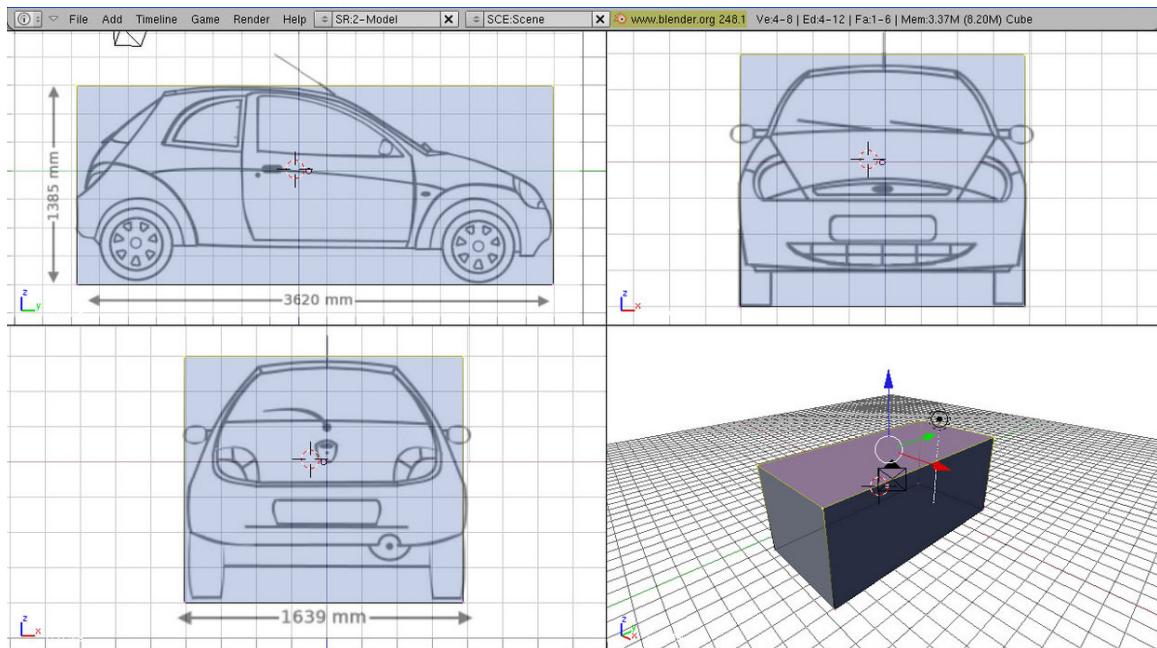 File Add Timeline Game Render Help SR:2-Model SCE:Scene www.blender.org 248.1 Ve:4-8 | Ed:4-12 | Fa:1-6 | Mem:3.37M (8.20M) Cube
1385 mm
3620 mm
z
y
z
x
1639 mm
z
x
z
y
x